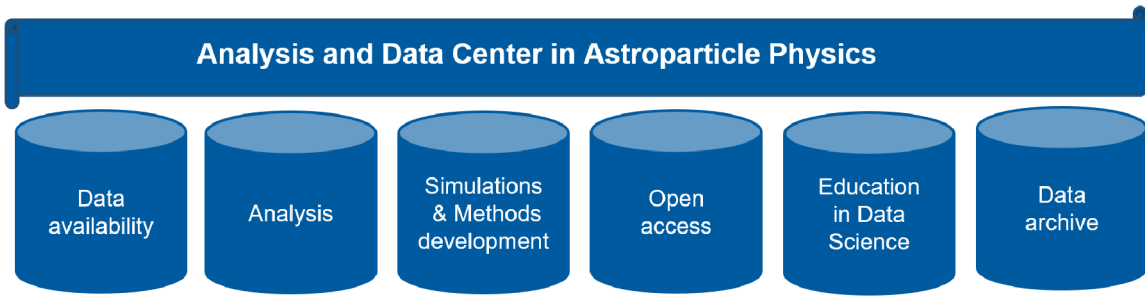 Analysis and Data Center in Astroparticle Physics
Data
availability
Analysis
Simulations
& Methods
development
Open
access
Education
in Data
Science
Data
archive